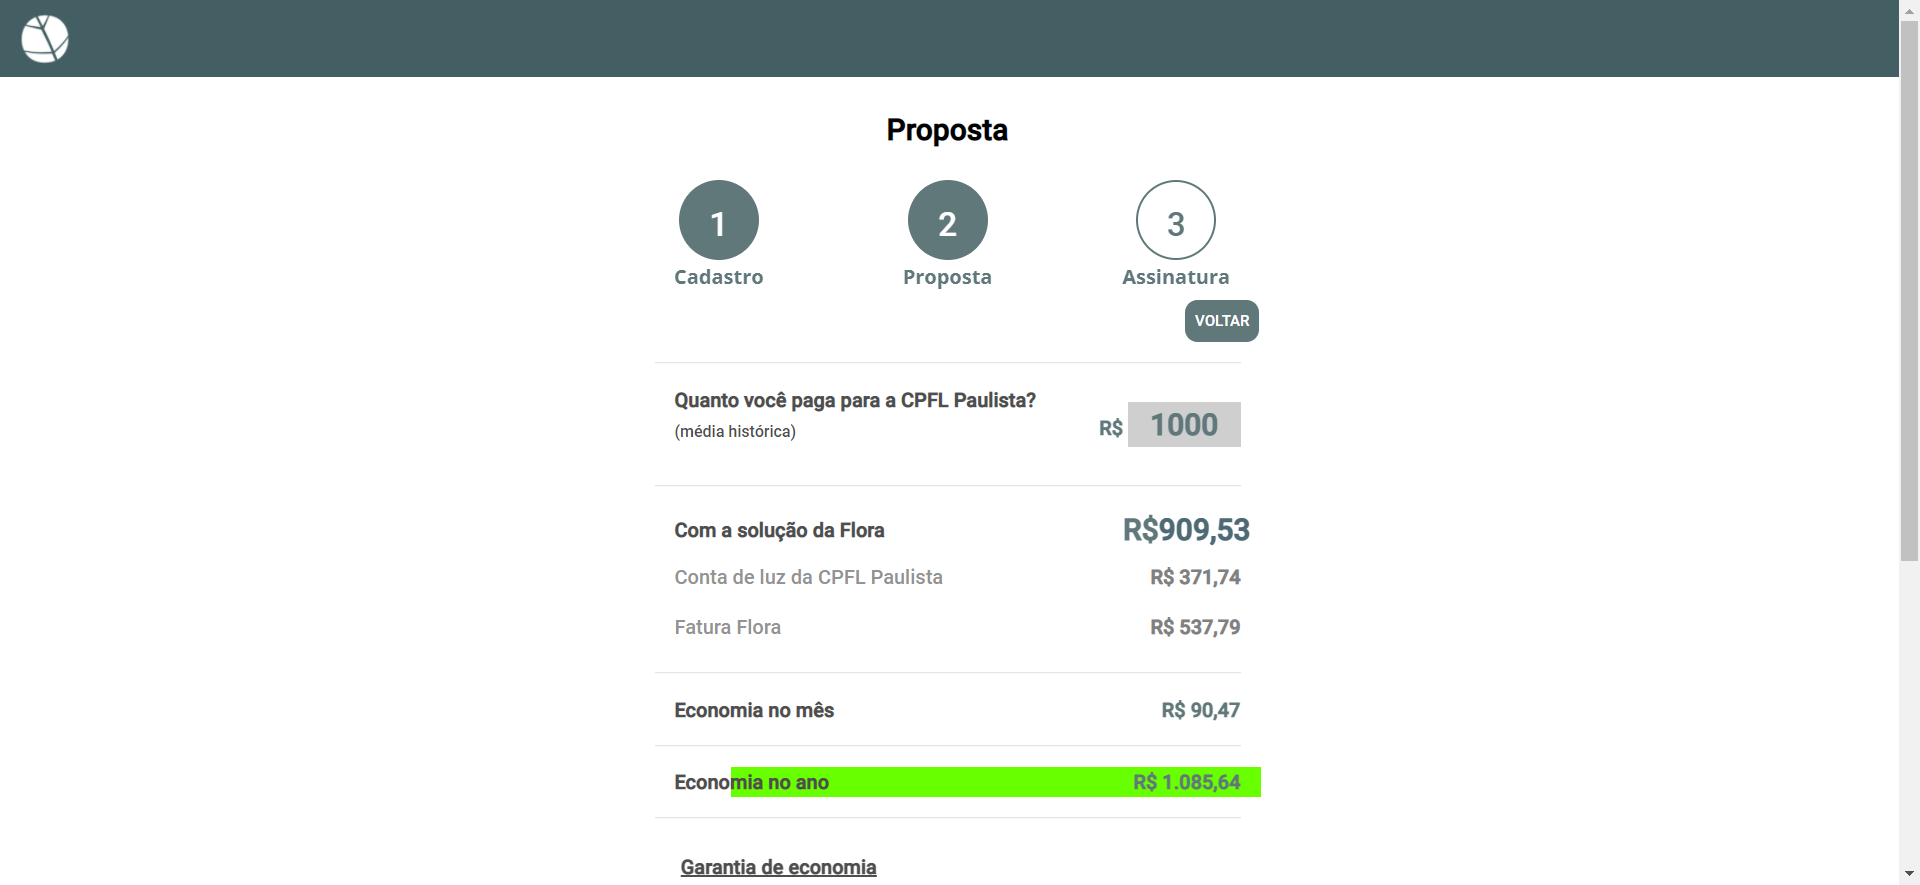 Proposta
1
2
3
Cadastro
Proposta
Assinatura
VOLTAR
Quanto você paga para a CPFL Paulista?
(média histórica)
R$ 1000
Com a solução da Flora R$909,53
Conta de luz da CPFL Paulista R$ 371,74
Fatura Flora R$ 537,79
Economia no mês R$ 90,47
Economia no ano R$ 1.085,64
Garantia de economia